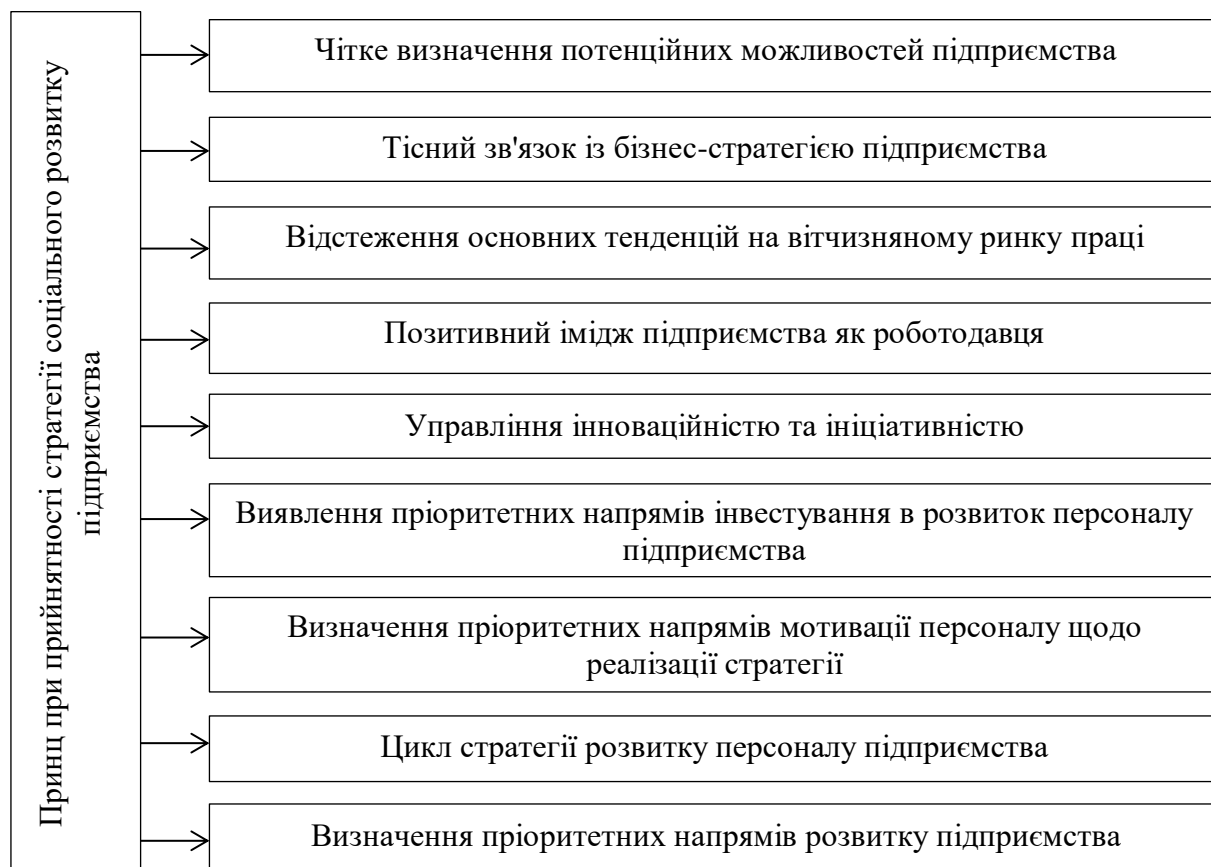 Принц при прийнятності стратегії соціального розвитку
підприємства
Чітке визначення потенційних можливостей підприємства
Тісний зв'язок із бізнес-стратегією підприємства
Відстеження основних тенденцій на вітчизняному ринку праці
Позитивний імідж підприємства як роботодавця
Управління інноваційністю та ініціативністю
Виявлення пріоритетних напрямів інвестування в розвиток персоналу
підприємства
Визначення пріоритетних напрямів мотивації персоналу щодо
реалізації стратегії
Цикл стратегії розвитку персоналу підприємства
Визначення пріоритетних напрямів розвитку підприємства